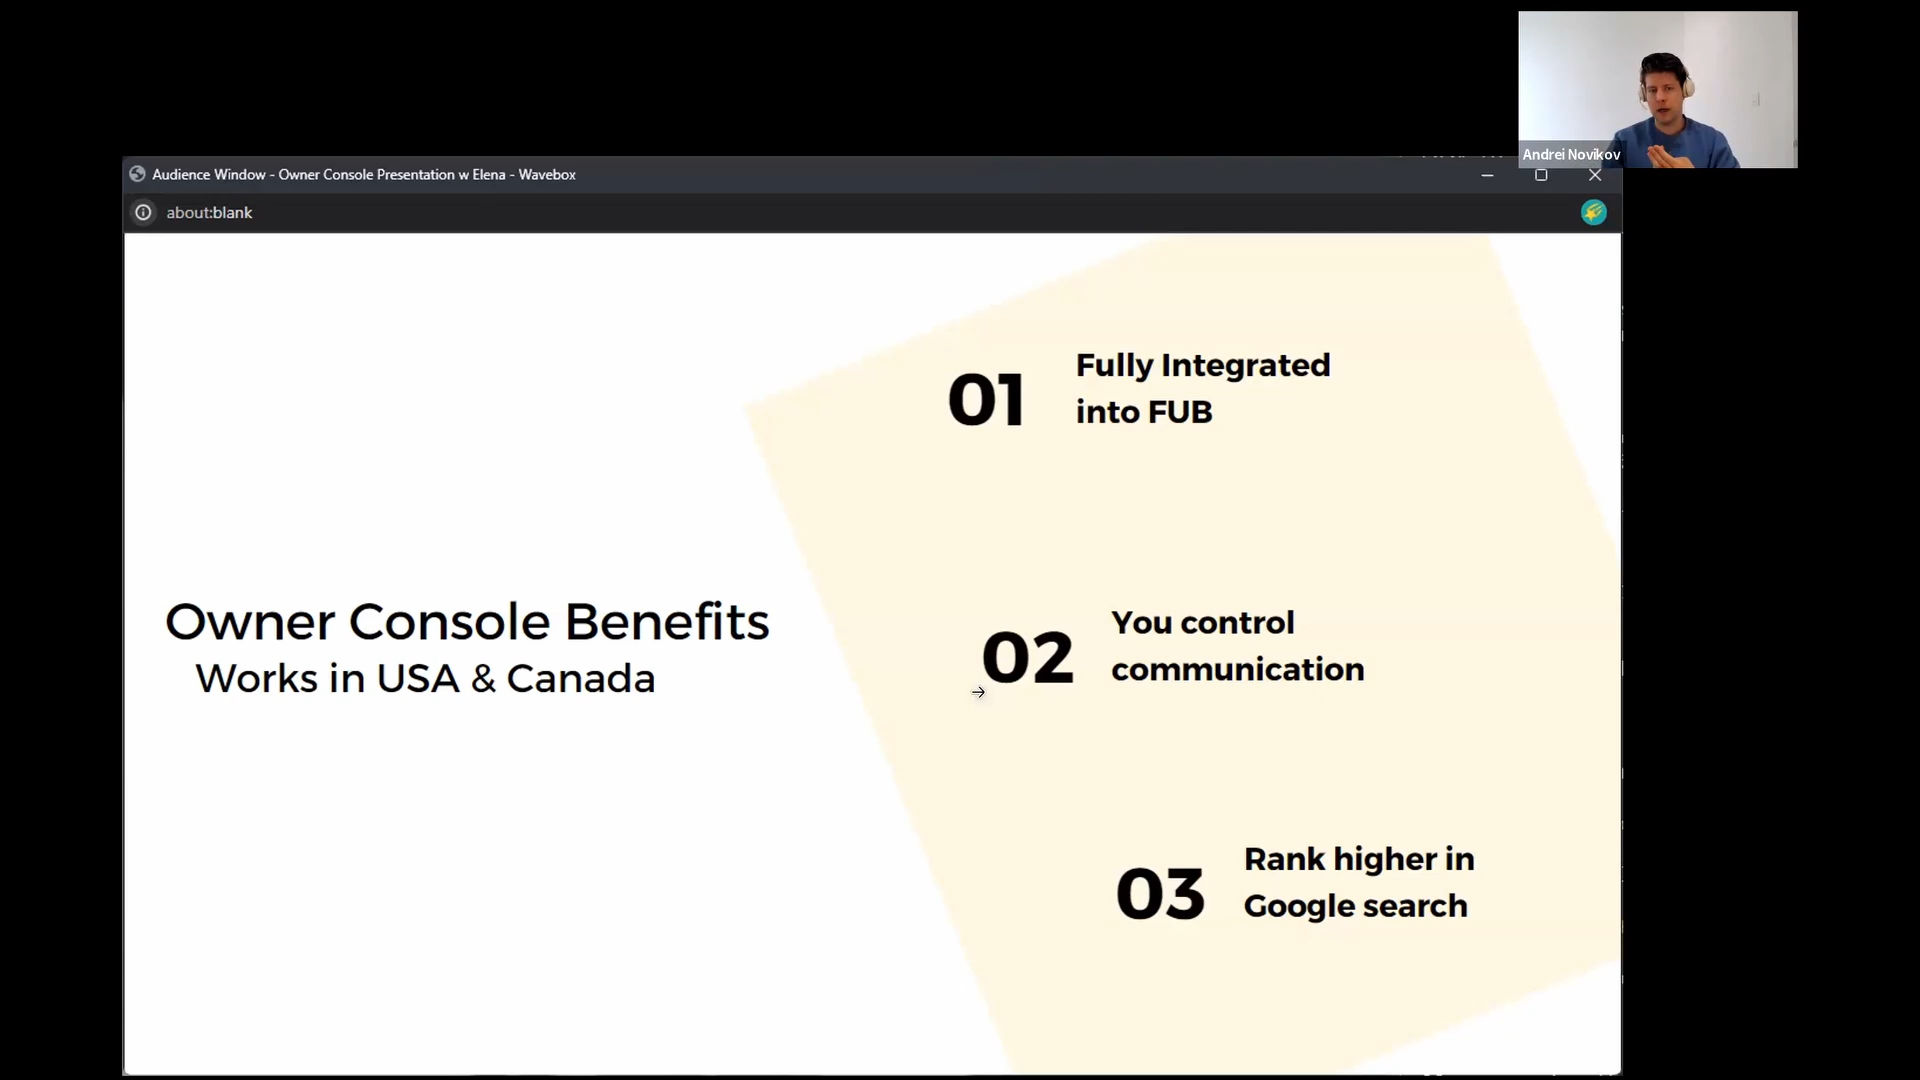 Andrei Novikov
Audience Window - Owner Console Presentation w Elena - Wavebox
about:blank
Owner Console Benefits
Works in USA & Canada
01
Fully Integrated
into FUB
02
You control
communication
03
Rank higher in
Google search